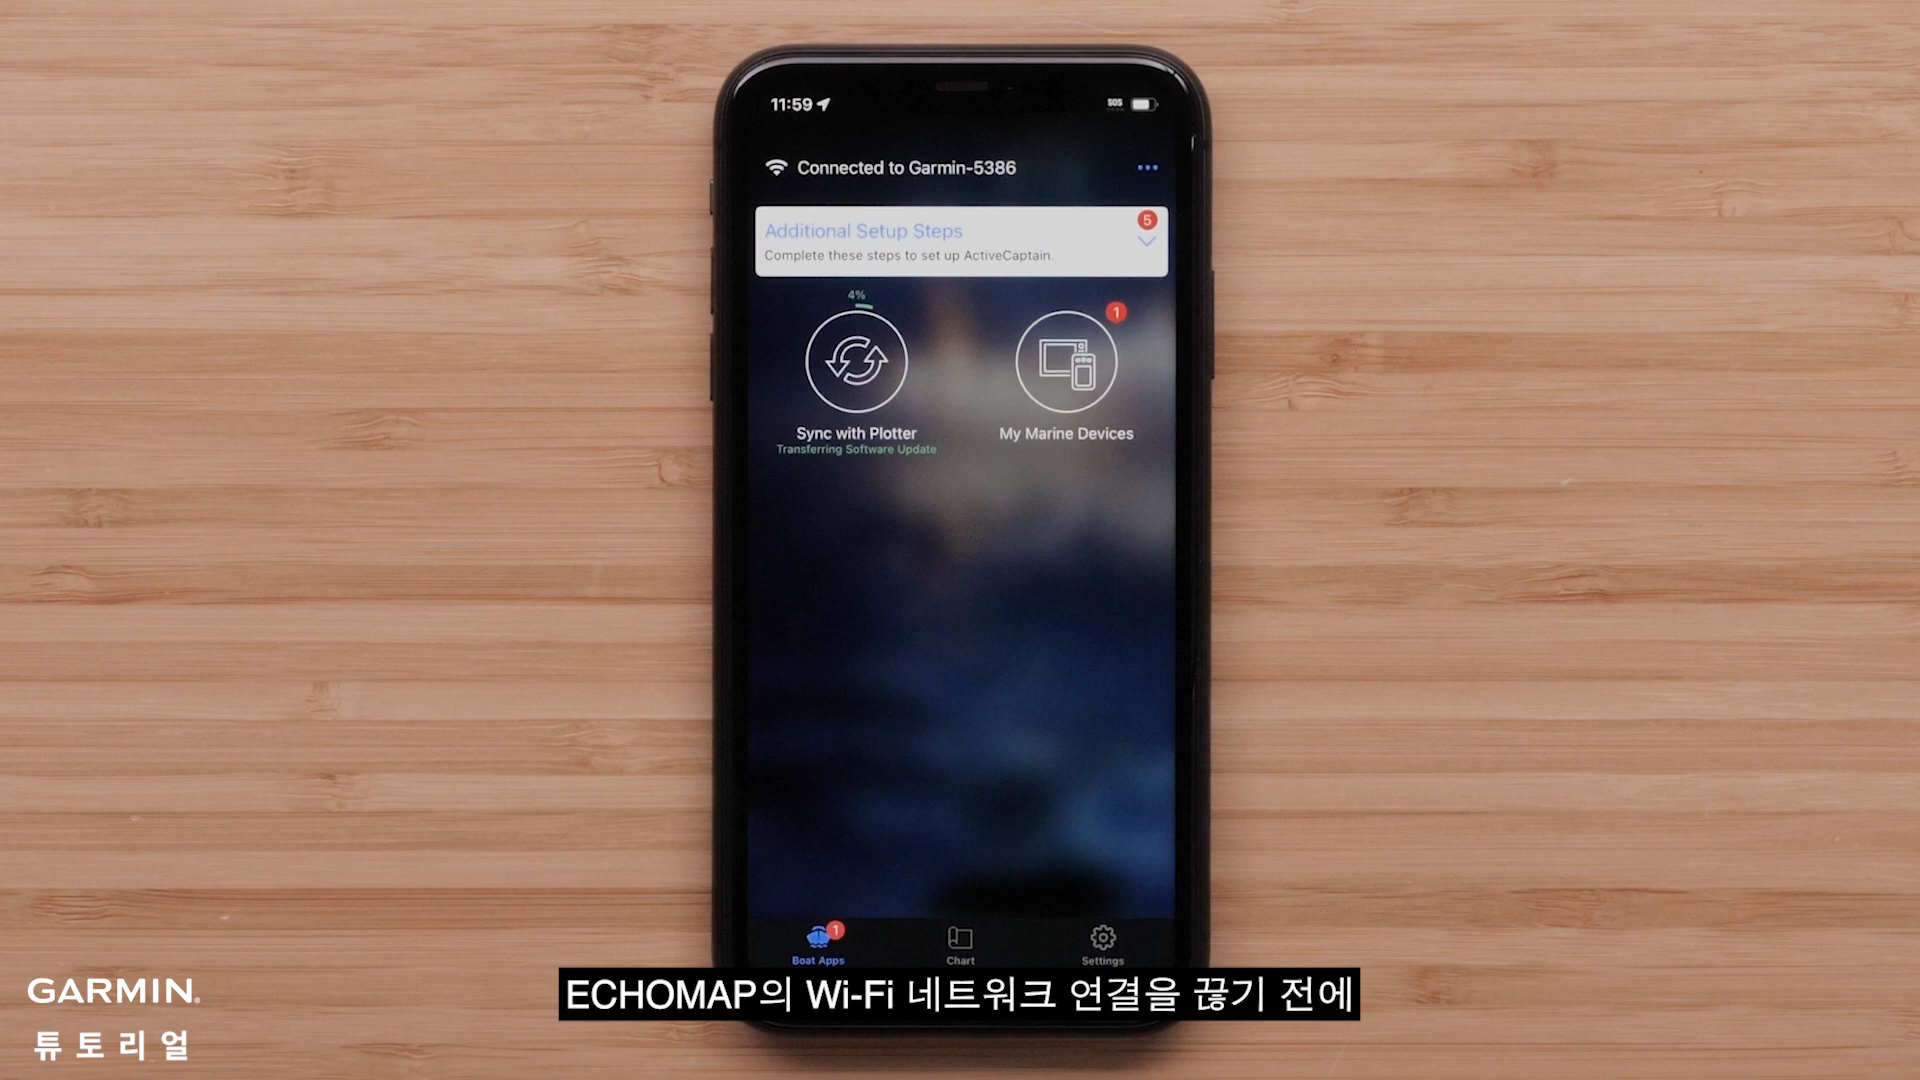 11:59
SOS
Connected to Garmin-5386
Additional Setup Steps
5
Complete these steps to set up ActiveCaptain.
4%
1
Sync with Plotter
My Marine Devices
Transferring Software Update
1
Boat Apps
Chart
Settings
ECHOMAP의 Wi-Fi 네트워크 연결을 끊기 전에
GARMIN.
튜토리얼